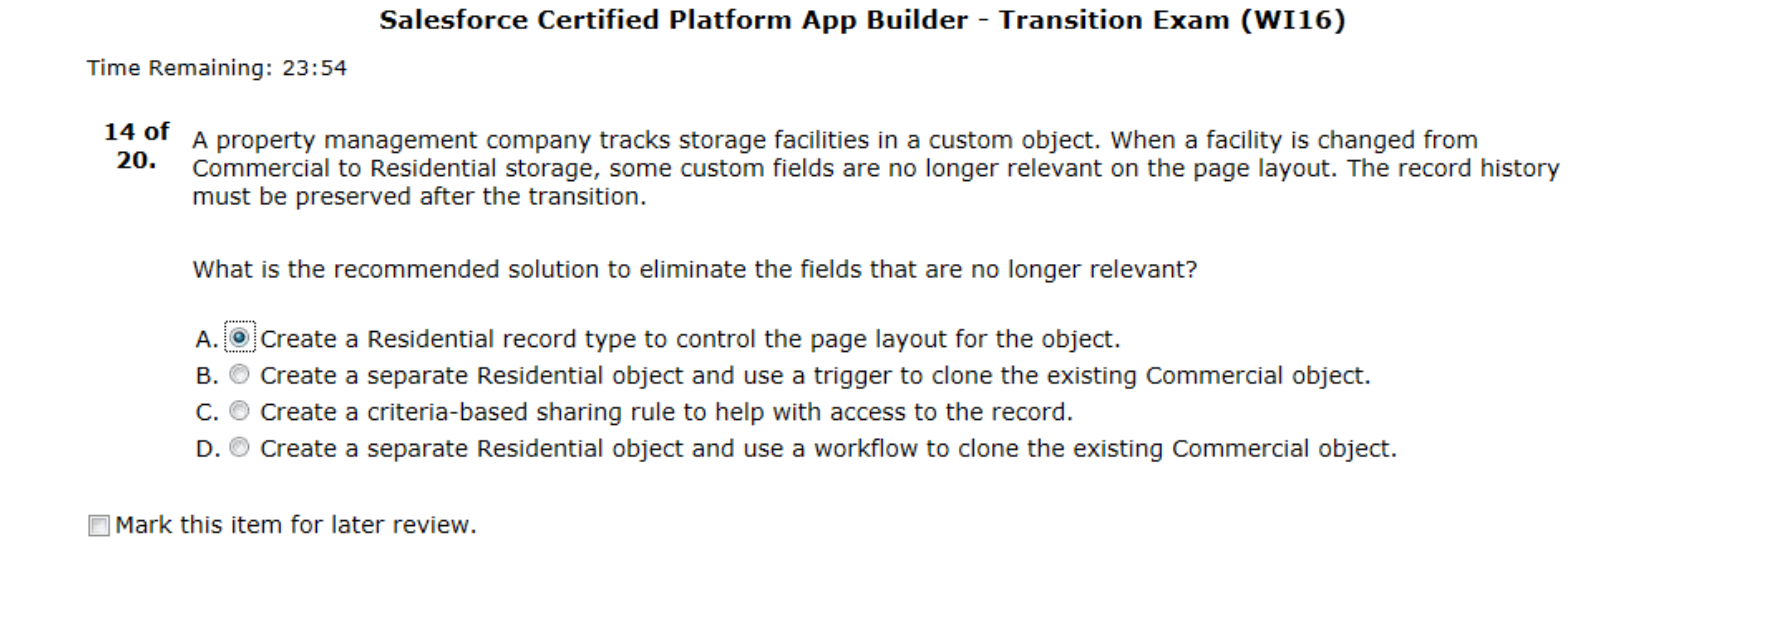 Salesforce Certified Platform App Builder - Transition Exam (WI16)
Time Remaining: 23:54
14 of
20.
A property management company tracks storage facilities in a custom object. When a facility is changed from
Commercial to Residential storage, some custom fields are no longer relevant on the page layout. The record history
must be preserved after the transition.
What is the recommended solution to eliminate the fields that are no longer relevant?
A. Create a Residential record type to control the page layout for the object.
B. Create a separate Residential object and use a trigger to clone the existing Commercial object.
C. Create a criteria-based sharing rule to help with access to the record.
D. Create a separate Residential object and use a workflow to clone the existing Commercial object.
Mark this item for later review.